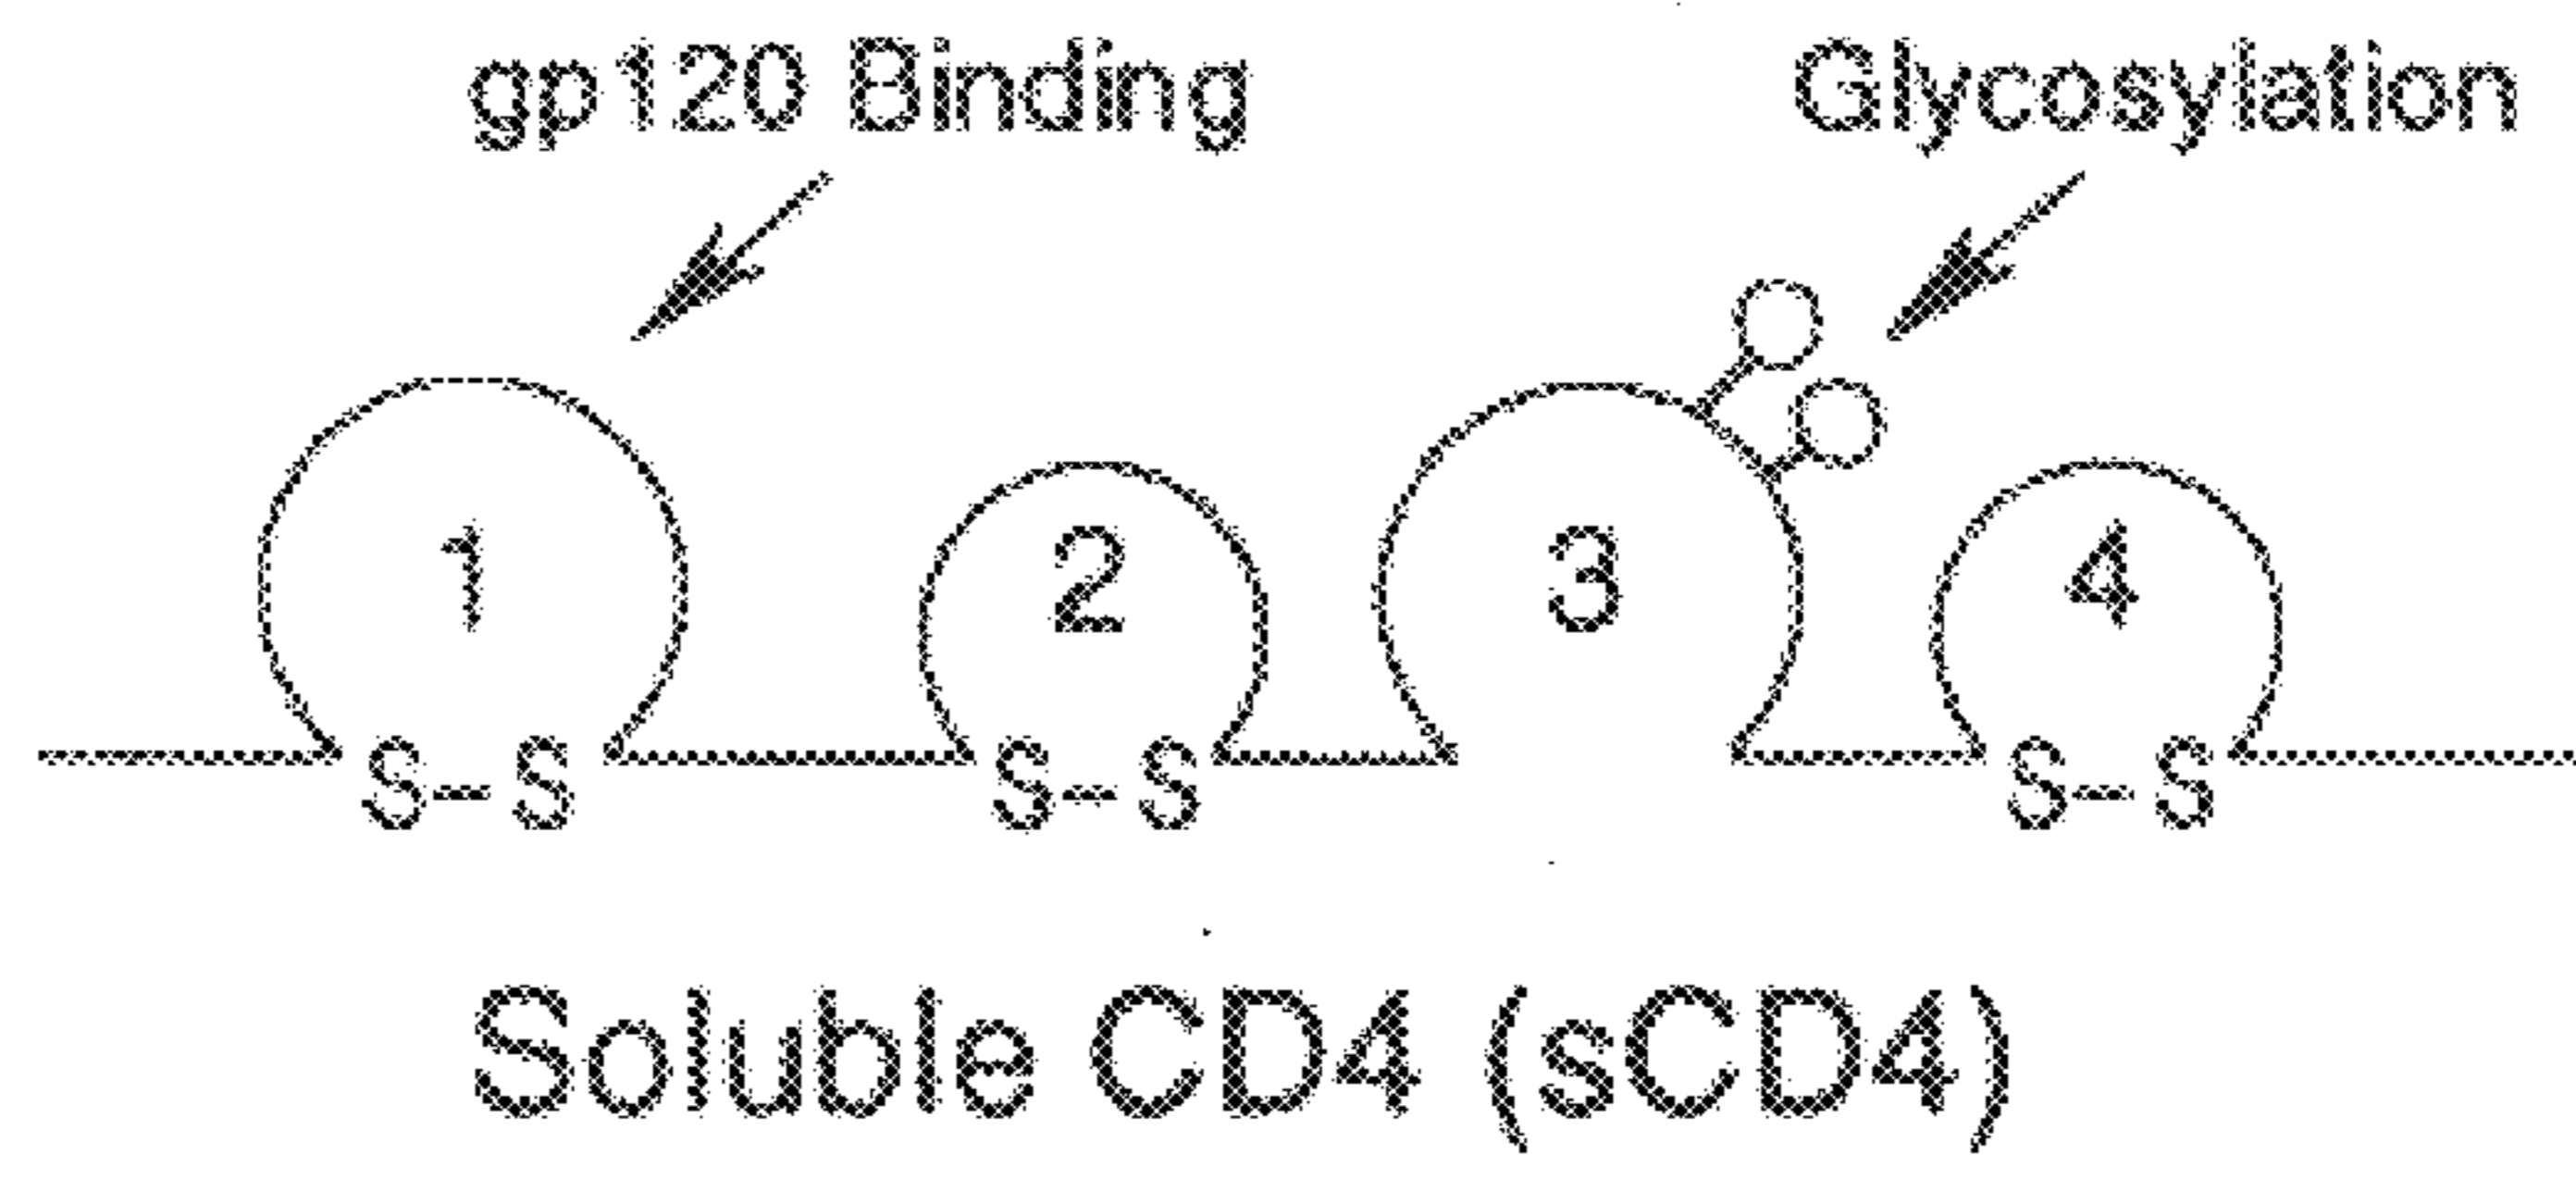 gp120 Binding Glycosylation
1 2 3 4
S-S S-S S-S
Soluble CD4 (sCD4)